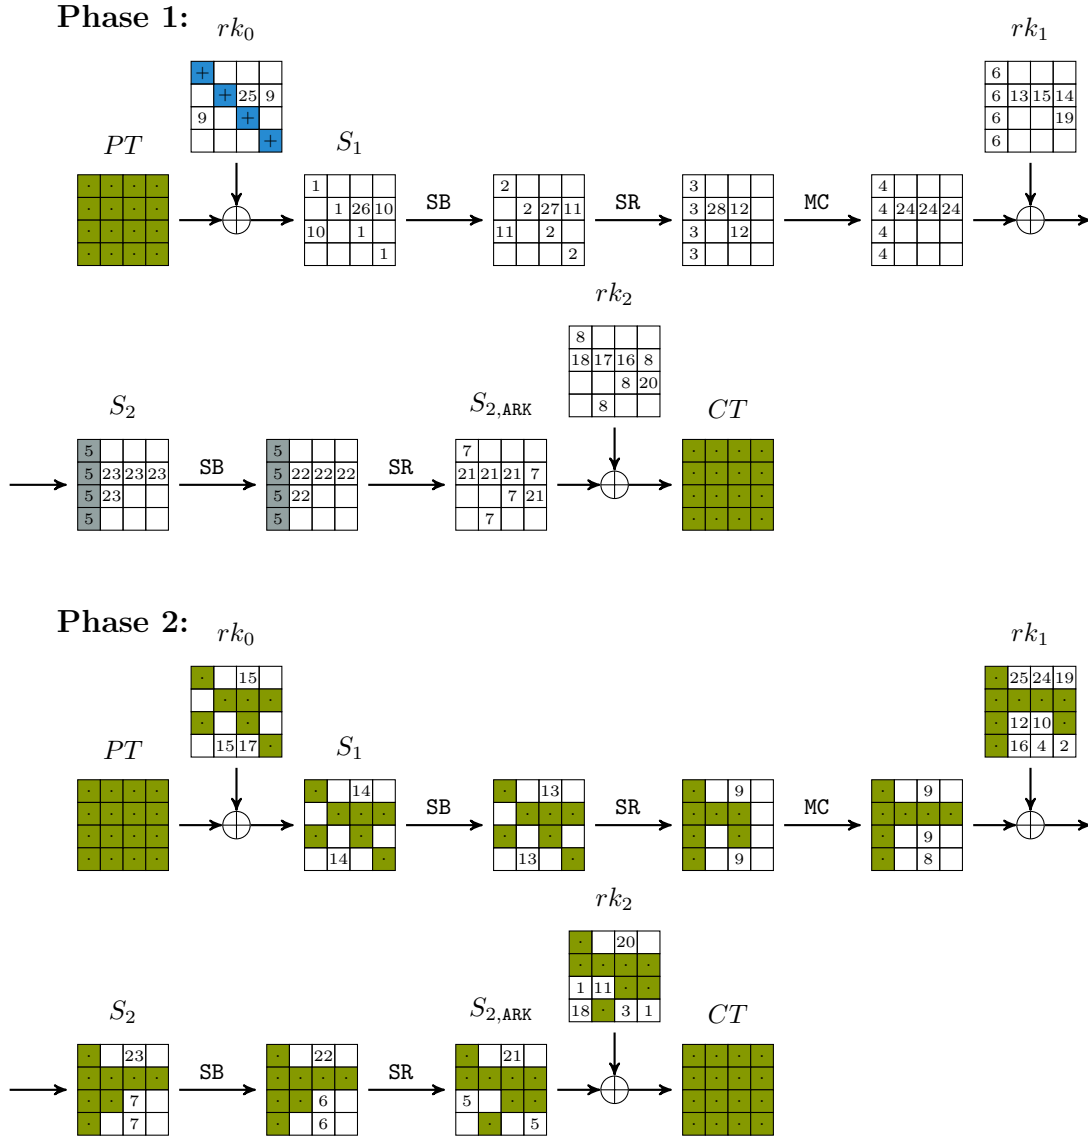 Phase 1:
rk0 rk1
+
+ 25 9
9 +
+
6
6 13 15 14
6 19
6
PT S1
· · · ·
· · · ·
· · · ·
· · · ·
1
1 26 10
10 1
1
SB
2
2 27 11
11 2
2
SR
3
3 28 12
3 12
3
MC
4
4 24 24 24
4
4
rk2
8
18 17 16 8
8 20
8
S2 S2,ARK CT
5
5 23 23 23
5 23
5
SB
5
5 22 22 22
5 22
5
SR
7
21 21 21 7
7 21
7
· · · ·
· · · ·
· · · ·
· · · ·
Phase 2:
rk0 rk1
· 15
· · ·
· ·
15 17 ·
· 25 24 19
· · · ·
· 12 10 ·
· 16 4 2
PT S1
· · · ·
· · · ·
· · · ·
· · · ·
· 14
· · ·
· ·
14 ·
SB
· 13
· · ·
· ·
13 ·
SR
· 9
· · ·
· ·
· 9
MC
· 9
· · · ·
· 9
· 8
rk2
· 20
· · · ·
1 11 · ·
18 · 3 1
S2 S2,ARK CT
· 23
· · · ·
· · 7
· 7
SB
· 22
· · · ·
· · 6
· 6
SR
· 21
· · · ·
5 · ·
· 5
· · · ·
· · · ·
· · · ·
· · · ·